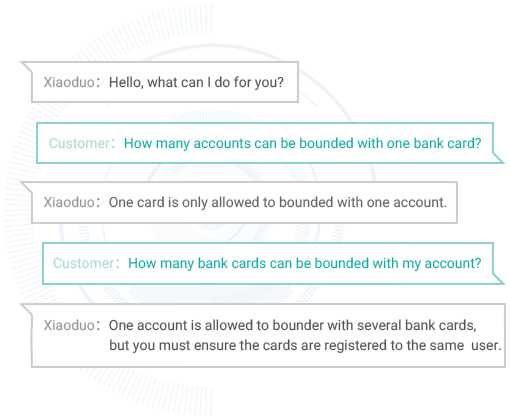 Xiaoduo: Hello, what can I do for you?
Customer: How many accounts can be bounded with one bank card?
Xiaoduo: One card is only allowed to bounded with one account.
Customer: How many bank cards can be bounded with my account?
Xiaoduo: One account is allowed to bounder with several bank cards,
but you must ensure the cards are registered to the same user.